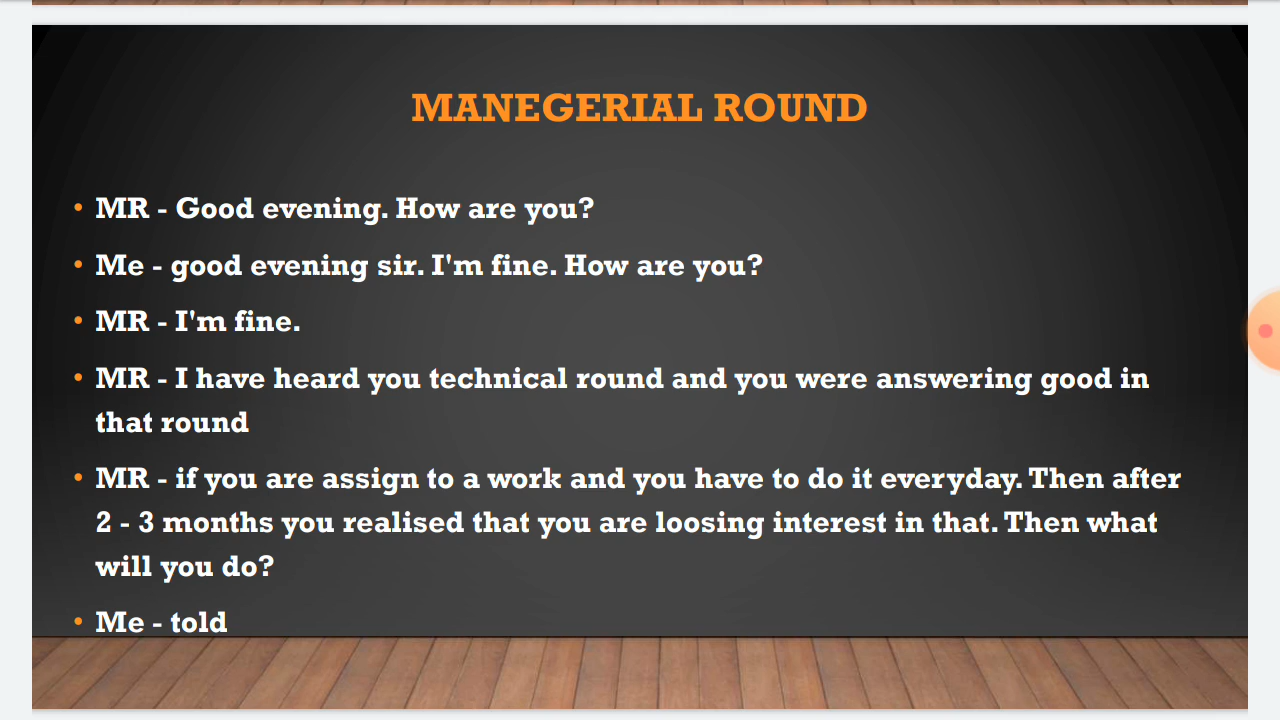 MANEGERIAL ROUND
• MR - Good evening. How are you?
• Me - good evening sir. I'm fine. How are you?
• MR - I'm fine.
• MR - I have heard you technical round and you were answering good in
that round
• MR - if you are assign to a work and you have to do it everyday. Then after
2 - 3 months you realised that you are loosing interest in that. Then what
will you do?
• Me - told